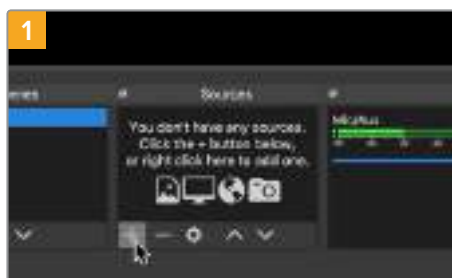 1
Sources
You don't have any sources.
Click the + button below,
or right click here to add one.